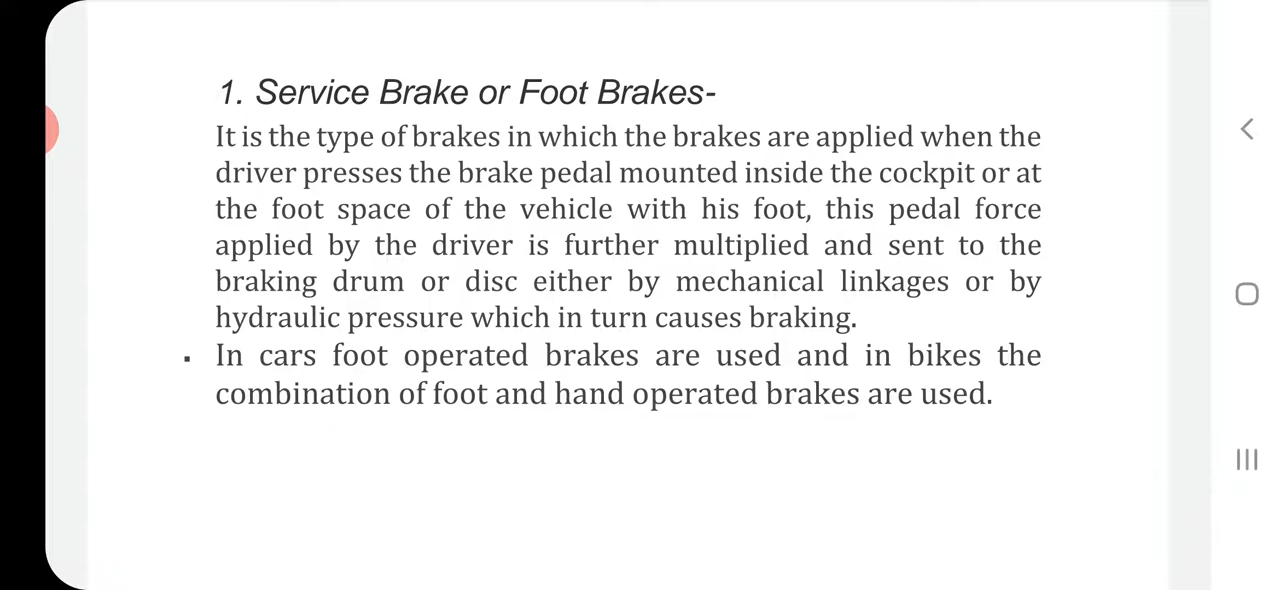 1. Service Brake or Foot Brakes-
It is the type of brakes in which the brakes are applied when the
driver presses the brake pedal mounted inside the cockpit or at
the foot space of the vehicle with his foot, this pedal force
applied by the driver is further multiplied and sent to the
braking drum or disc either by mechanical linkages or by
hydraulic pressure which in turn causes braking.
▪ In cars foot operated brakes are used and in bikes the
combination of foot and hand operated brakes are used.